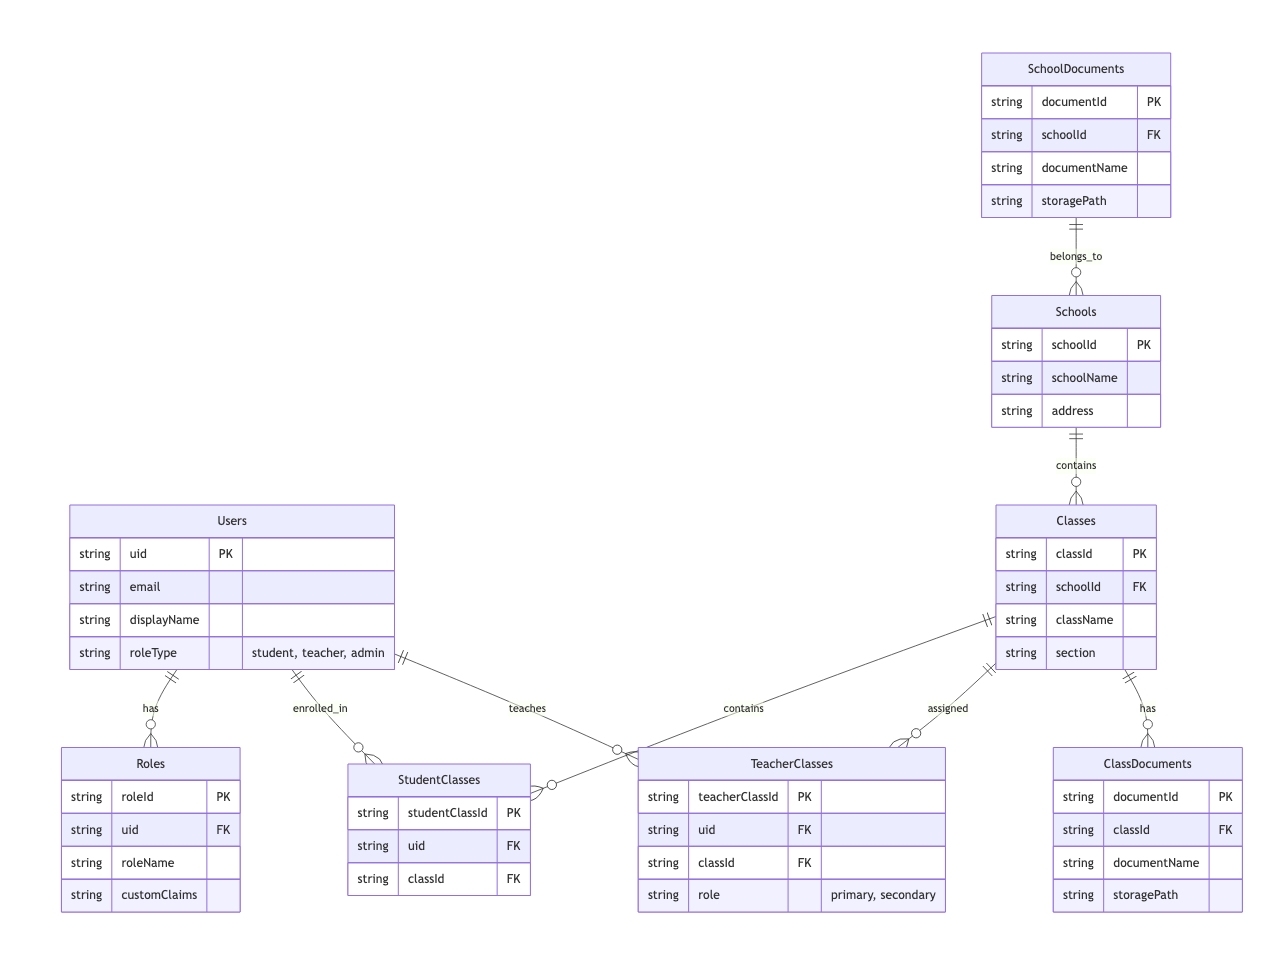 SchoolDocuments
string documentId PK
string schoolId FK
string documentName
string storagePath
belongs_to
Schools
string schoolId PK
string schoolName
string address
contains
Users
string uid PK
string email
string displayName
string roleType student, teacher, admin
Classes
string classId PK
string schoolId FK
string className
string section
has
enrolled_in
teaches
contains
assigned
has
Roles
string roleId PK
string uid FK
string roleName
string customClaims
StudentClasses
string studentClassId PK
string uid FK
string classId FK
TeacherClasses
string teacherClassId PK
string uid FK
string classId FK
string role primary, secondary
ClassDocuments
string documentId PK
string classId FK
string documentName
string storagePath